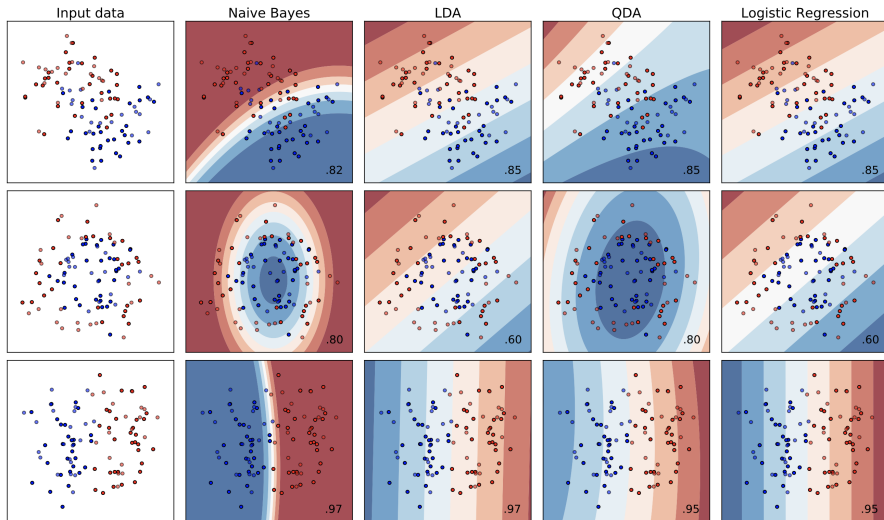 Input data
Naive Bayes
LDA
QDA
Logistic Regression
.82
.85
.85
.85
.80
.60
.80
.60
.97
.97
.95
.95